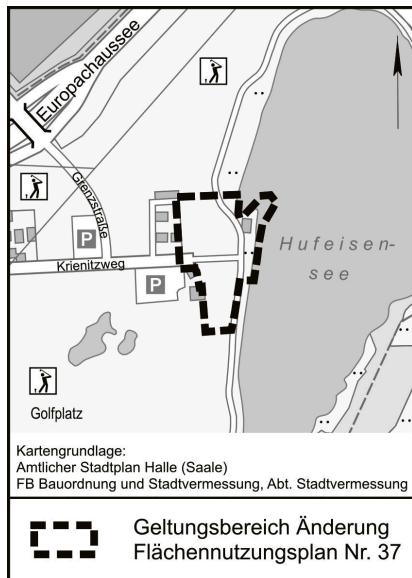 Europachaussee
Grenzstraße
P
Krienitzweg
P
Hufeisen-
see
Golfplatz
Kartengrundlage:
Amtlicher Stadtplan Halle (Saale)
FB Bauordnung und Stadtvermessung, Abt. Stadtvermessung
Geltungsbereich Änderung
Flächennutzungsplan Nr. 37